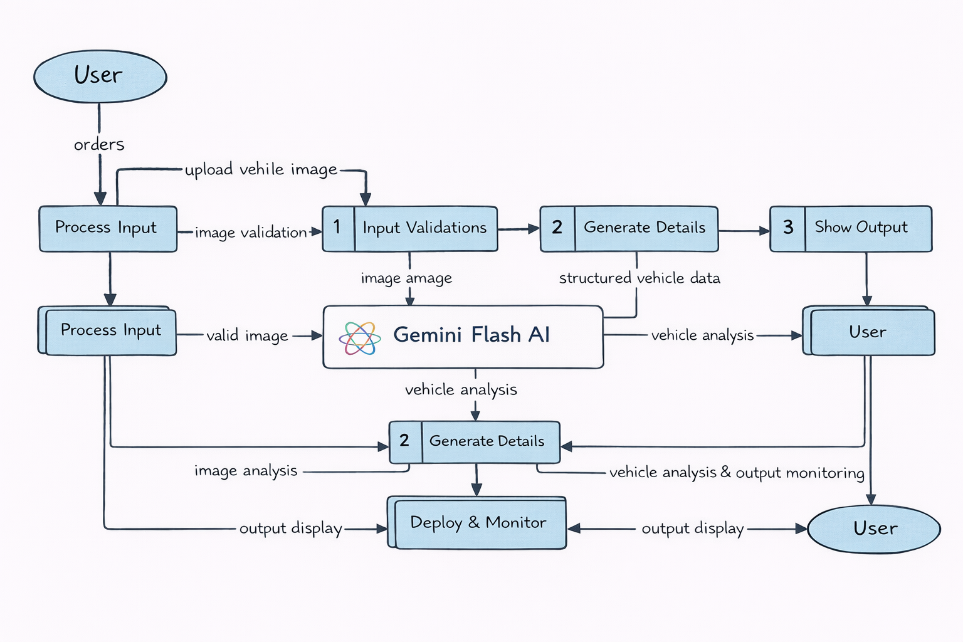 User
orders
upload vehile image
Process Input
image validation
1 Input Validations
2 Generate Details
3 Show Output
image amage
structured vehicle data
Process Input
valid image
Gemini Flash AI
vehicle analysis
User
vehicle analysis
2 Generate Details
image analysis
vehicle analysis & output monitoring
output display
Deploy & Monitor
output display
User